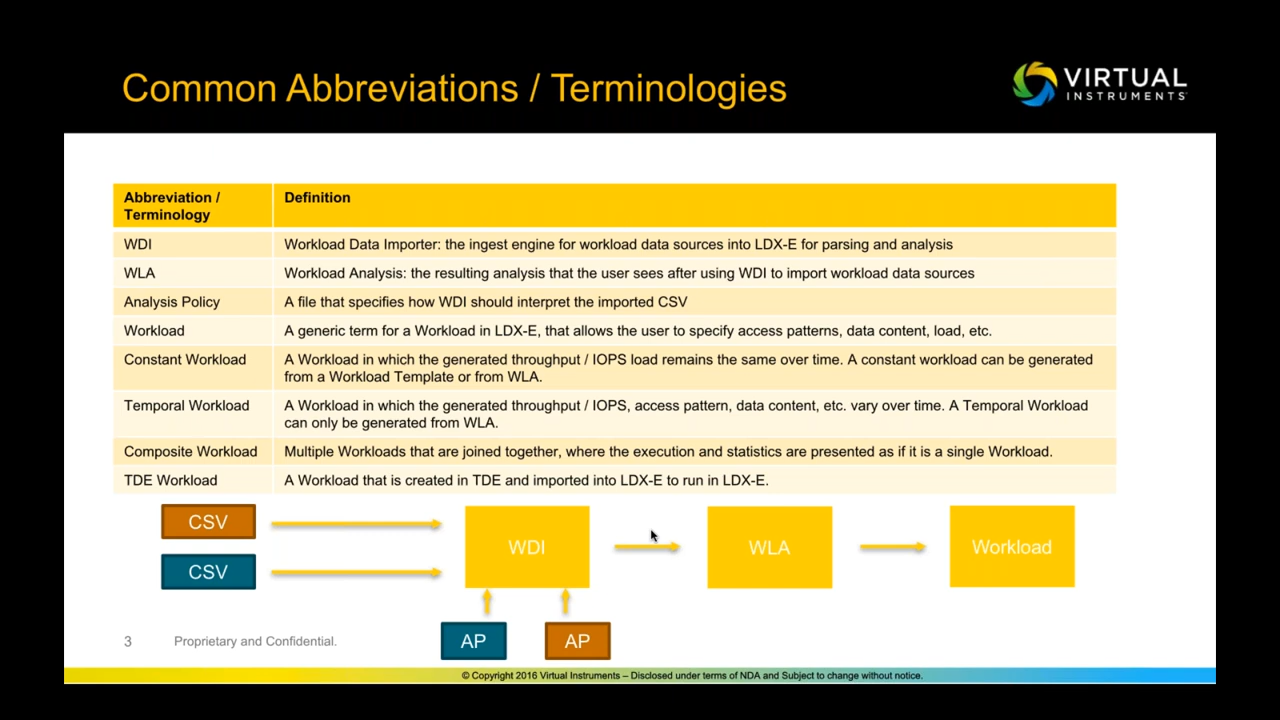 Common Abbreviations / Terminologies
VIRTUAL
INSTRUMENTS
Abbreviation /
Terminology
Definition
WDI
Workload Data Importer: the ingest engine for workload data sources into LDX-E for parsing and analysis
WLA
Workload Analysis: the resulting analysis that the user sees after using WDI to import workload data sources
Analysis Policy
A file that specifies how WDI should interpret the imported CSV
Workload
A generic term for a Workload in LDX-E, that allows the user to specify access patterns, data content, load, etc.
Constant Workload
A Workload in which the generated throughput / IOPS load remains the same over time. A constant workload can be generated
from a Workload Template or from WLA.
Temporal Workload
A Workload in which the generated throughput / IOPS, access pattern, data content, etc. vary over time. A Temporal Workload
can only be generated from WLA.
Composite Workload
Multiple Workloads that are joined together, where the execution and statistics are presented as if it is a single Workload.
TDE Workload
A Workload that is created in TDE and imported into LDX-E to run in LDX-E.
CSV
CSV
WDI
WLA
Workload
AP
AP
3
Proprietary and Confidential.
© Copyright 2016 Virtual Instruments – Disclosed under terms of NDA and Subject to change without notice.